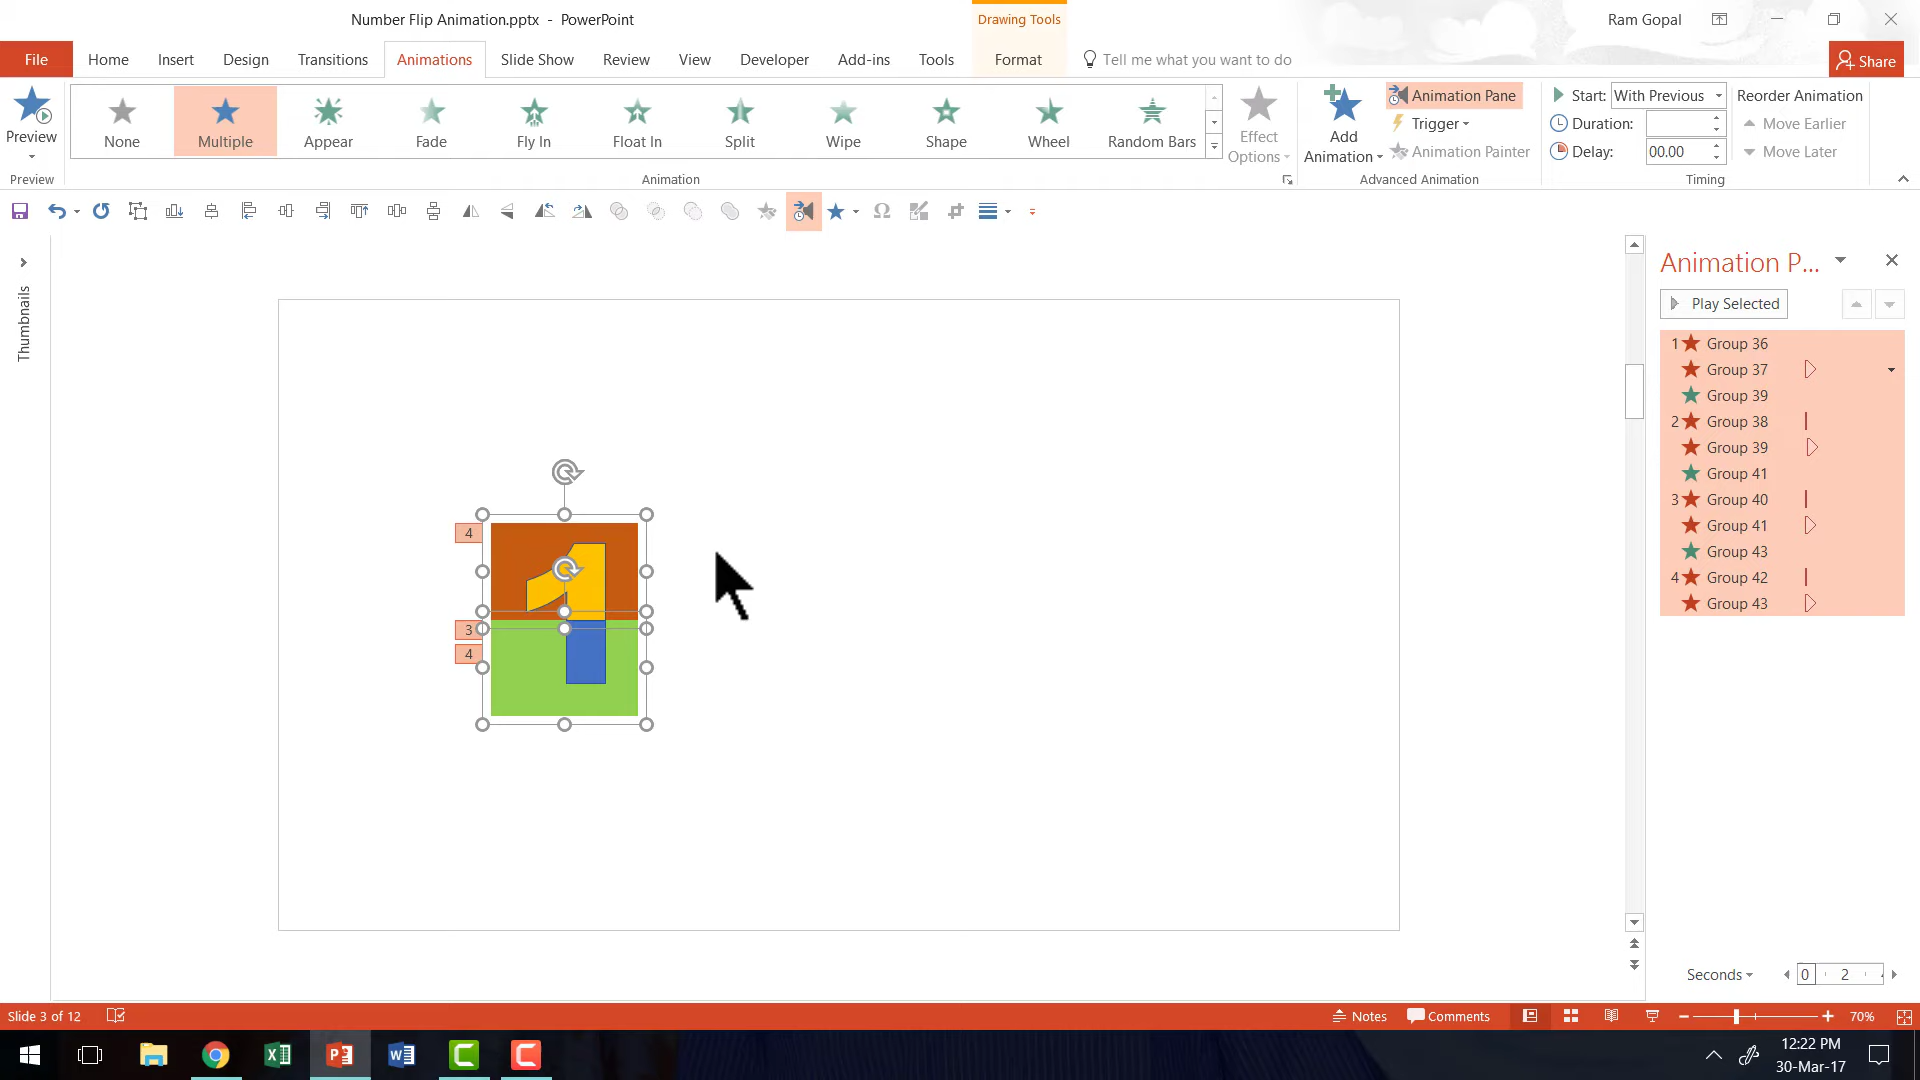 Number Flip Animation.pptx - PowerPoint
Drawing Tools
Ram Gopal
File Home Insert Design Transitions Animations Slide Show Review View Developer Add-ins Tools Format Tell me what you want to do Share
Preview
None Multiple Appear Fade Fly In Float In Split Wipe Shape Wheel Random Bars
Effect Options
Add Animation
Animation Pane
Trigger
Animation Painter
Start: With Previous
Duration:
Delay: 00.00
Reorder Animation
Move Earlier
Move Later
Preview Animation Advanced Animation Timing
Thumbnails
Animation P...
Play Selected
1 Group 36
Group 37
Group 39
2 Group 38
Group 39
Group 41
3 Group 40
Group 41
Group 43
4 Group 42
Group 43
4
1
3
4
Seconds 0 2
Slide 3 of 12 Notes Comments 70%
12:22 PM
30-Mar-17